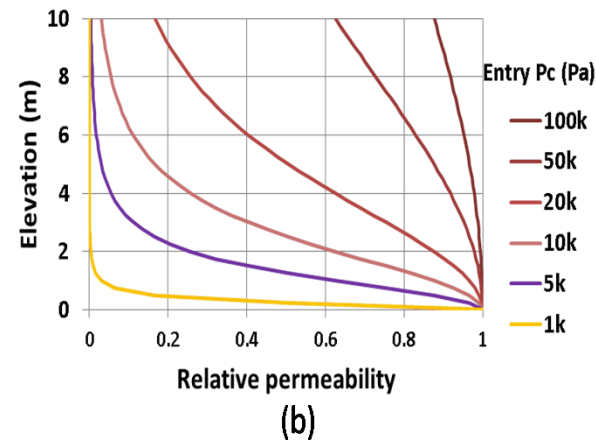 10
8
6
4
2
0
Elevation (m)
0
0.2
0.4
0.6
0.8
1
Relative permeability
Entry Pc (Pa)
100k
50k
20k
10k
5k
1k
(b)